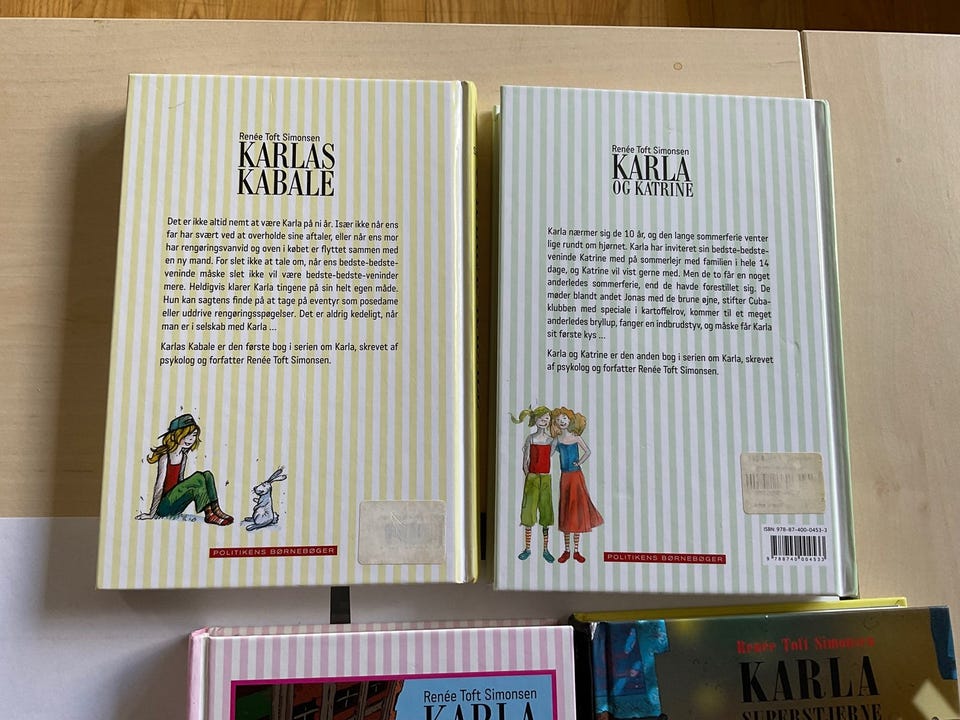 Renée Toft Simonsen
KARLAS
KABALE
Det er ikke altid nemt at være Karla på ni år. Især ikke når ens
far har svært ved at overholde sine aftaler, eller når ens mor
har rengøringsvanvid og oven i købet er flyttet sammen med
en ny mand. For slet ikke at tale om, når ens bedste-bedste-
veninde måske slet ikke vil være bedste-bedste-veninder
mere. Heldigvis klarer Karla tingene på sin helt egen måde.
Hun kan sagtens finde på at tage på eventyr som posedame
eller uddrive rengøringsspøgelser. Det er aldrig kedeligt, når
man er i selskab med Karla ...
Karlas Kabale er den første bog i serien om Karla, skrevet af
psykolog og forfatter Renée Toft Simonsen.
POLITIKENS BØRNEBØGER
Renée Toft Simonsen
KARLA
OG KATRINE
Karla nærmer sig de 10 år, og den lange sommerferie venter
lige rundt om hjørnet. Karla har inviteret sin bedste-bedste-
veninde Katrine med på sommerlejr med familien i hele 14
dage, og Katrine vil vist gerne med. Men de to får en noget
anderledes sommerferie, end de havde forestillet sig. De
møder blandt andet Jonas med de brune øjne, stifter Cuba-
klubben med speciale i kartoffelrov, kommer til et meget
anderledes bryllup, fanger en indbrudstyv, og måske får Karla
sit første kys ...
Karla og Katrine er den anden bog i serien om Karla, skrevet
af psykolog og forfatter Renée Toft Simonsen.
POLITIKENS BØRNEBØGER
ISBN: 978-87-400-0453-3
9 788740 004533
Renée Toft Simonsen
KARLA
Renée Toft Simonsen
KARLA
SUPERSTJERNE